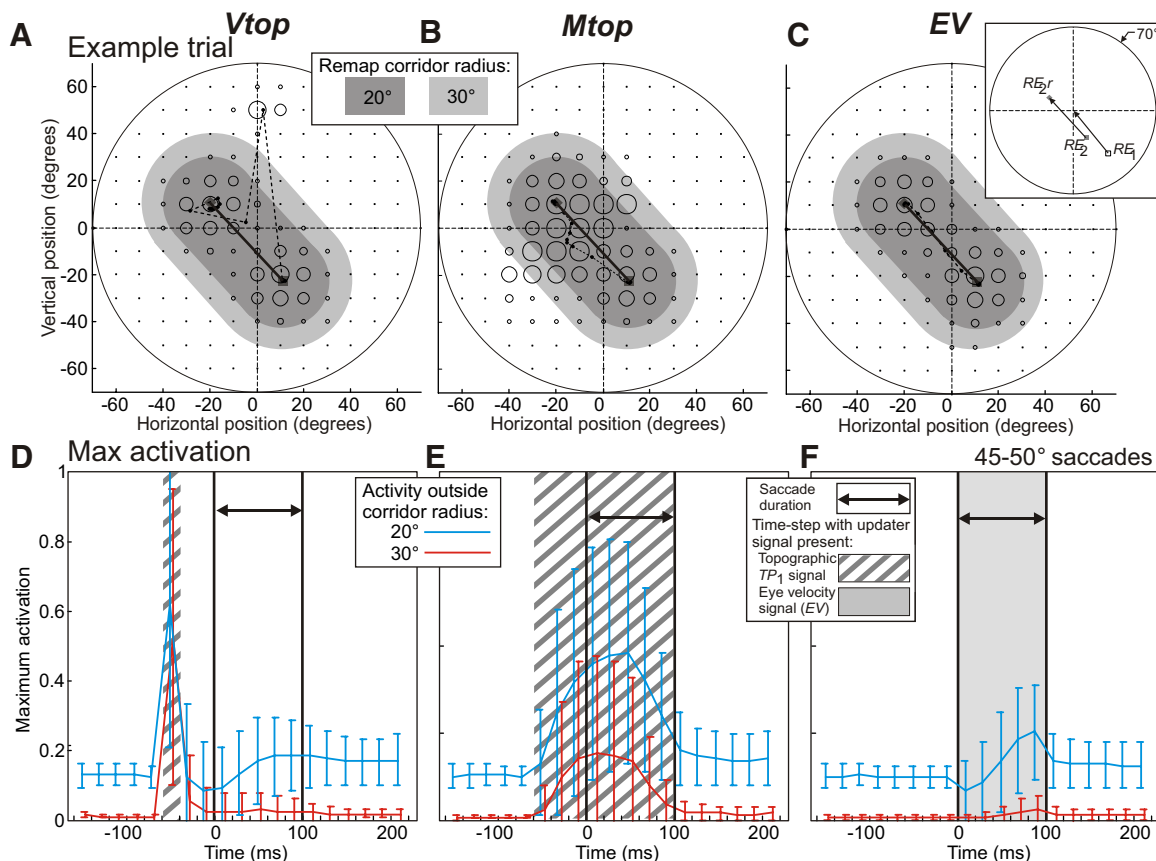 Vtop
Mtop
EV
A
Example trial
B
C
Remap corridor radius:
20°
30°
70°
RE2r
RE2
RE1
Vertical position (degrees)
60
40
20
0
-20
-40
-60
-60 -40 -20 0 20 40 60
Horizontal position (degrees)
-60 -40 -20 0 20 40 60
Horizontal position (degrees)
-60 -40 -20 0 20 40 60
Horizontal position (degrees)
D
Max activation
E
F
45-50° saccades
Activity outside
corridor radius:
20°
30°
Saccade
duration
Time-step with updater
signal present:
Topographic
TP1 signal
Eye velocity
signal (EV)
Maximum activation
1
0.8
0.6
0.4
0.2
0
-100 0 100 200
Time (ms)
-100 0 100 200
Time (ms)
-100 0 100 200
Time (ms)